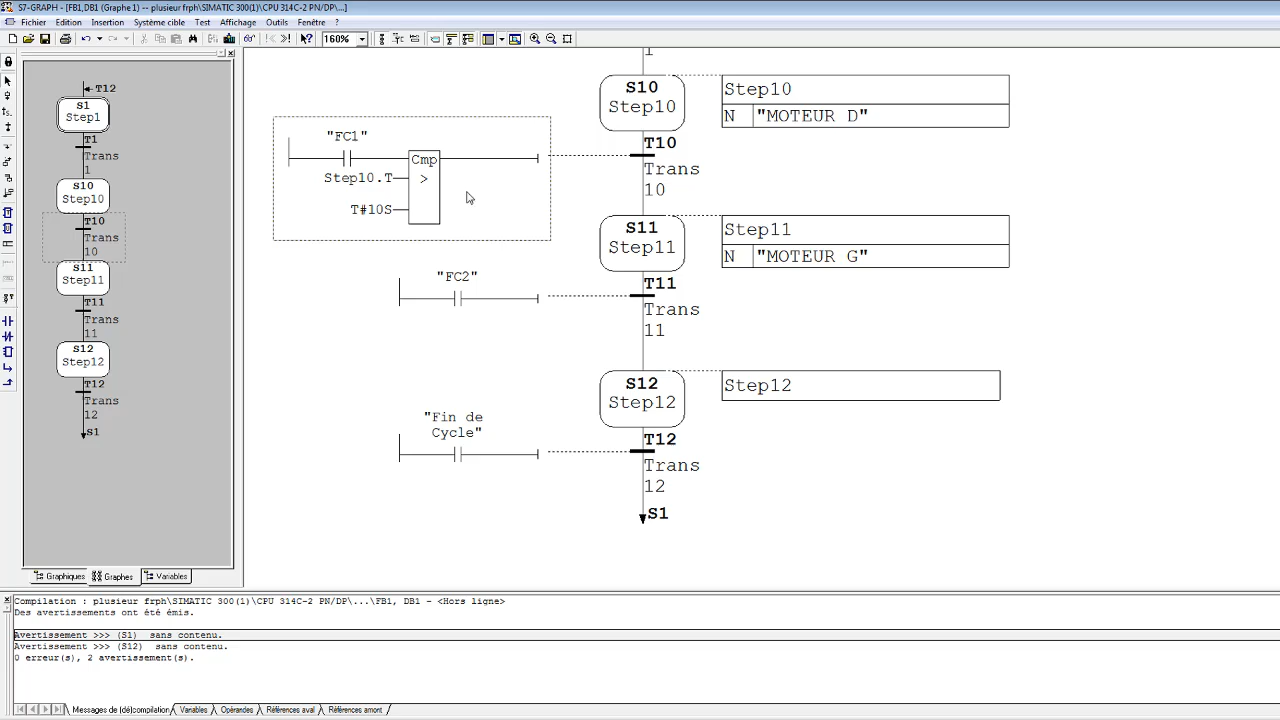 S7-GRAPH - [FB1,DB1 (Graphe 1) -- plusieur frph\SIMATIC 300(1)\CPU 314C-2 PN/DP\...]
Fichier Edition Insertion Système cible Test Affichage Outils Fenêtre ?
160%
T12
S1
Step1
T1
Trans
1
S10
Step10
T10
Trans
10
S11
Step11
T11
Trans
11
S12
Step12
T12
Trans
12
S1
Graphiques Graphes Variables
1
S10
Step10
Step10
N "MOTEUR D"
"FC1"
Cmp
Step10.T
>
T#10S
T10
Trans
10
S11
Step11
Step11
N "MOTEUR G"
"FC2"
T11
Trans
11
S12
Step12
Step12
"Fin de
Cycle"
T12
Trans
12
S1
Compilation : plusieur frph\SIMATIC 300(1)\CPU 314C-2 PN/DP\...\FB1, DB1 - <Hors ligne>
Des avertissements ont été émis.
Avertissement >>> (S1) sans contenu.
Avertissement >>> (S12) sans contenu.
0 erreur(s), 2 avertissement(s).
Messages de (dé)compilation Variables Opérandes Références aval Références amont